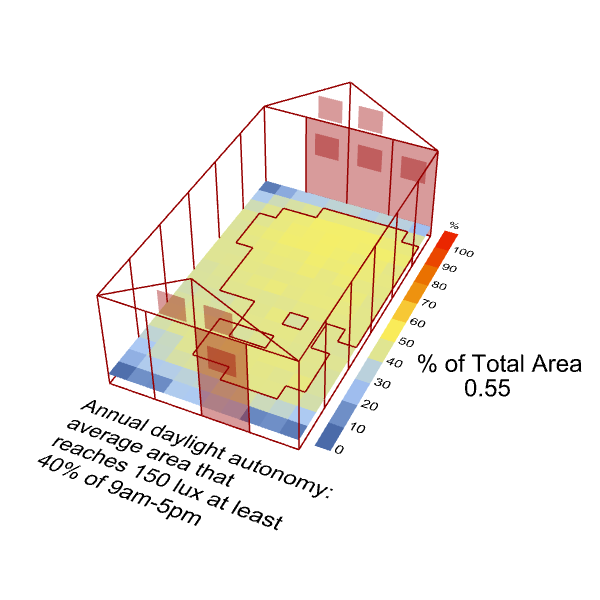 %
100
90
80
70
60
50
40
30
20
10
0
% of Total Area
0.55
Annual daylight autonomy:
average area that
reaches 150 lux at least
40% of 9am-5pm